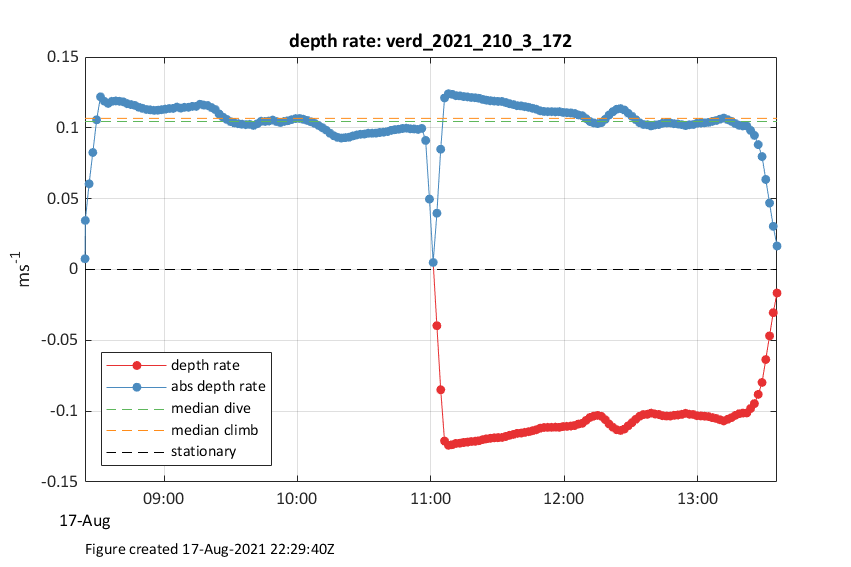 depth rate: verd_2021_210_3_172
0.15
0.1
0.05
0
-0.05
-0.1
-0.15
ms⁻¹
depth rate
abs depth rate
median dive
median climb
stationary
09:00 10:00 11:00 12:00 13:00
17-Aug
Figure created 17-Aug-2021 22:29:40Z